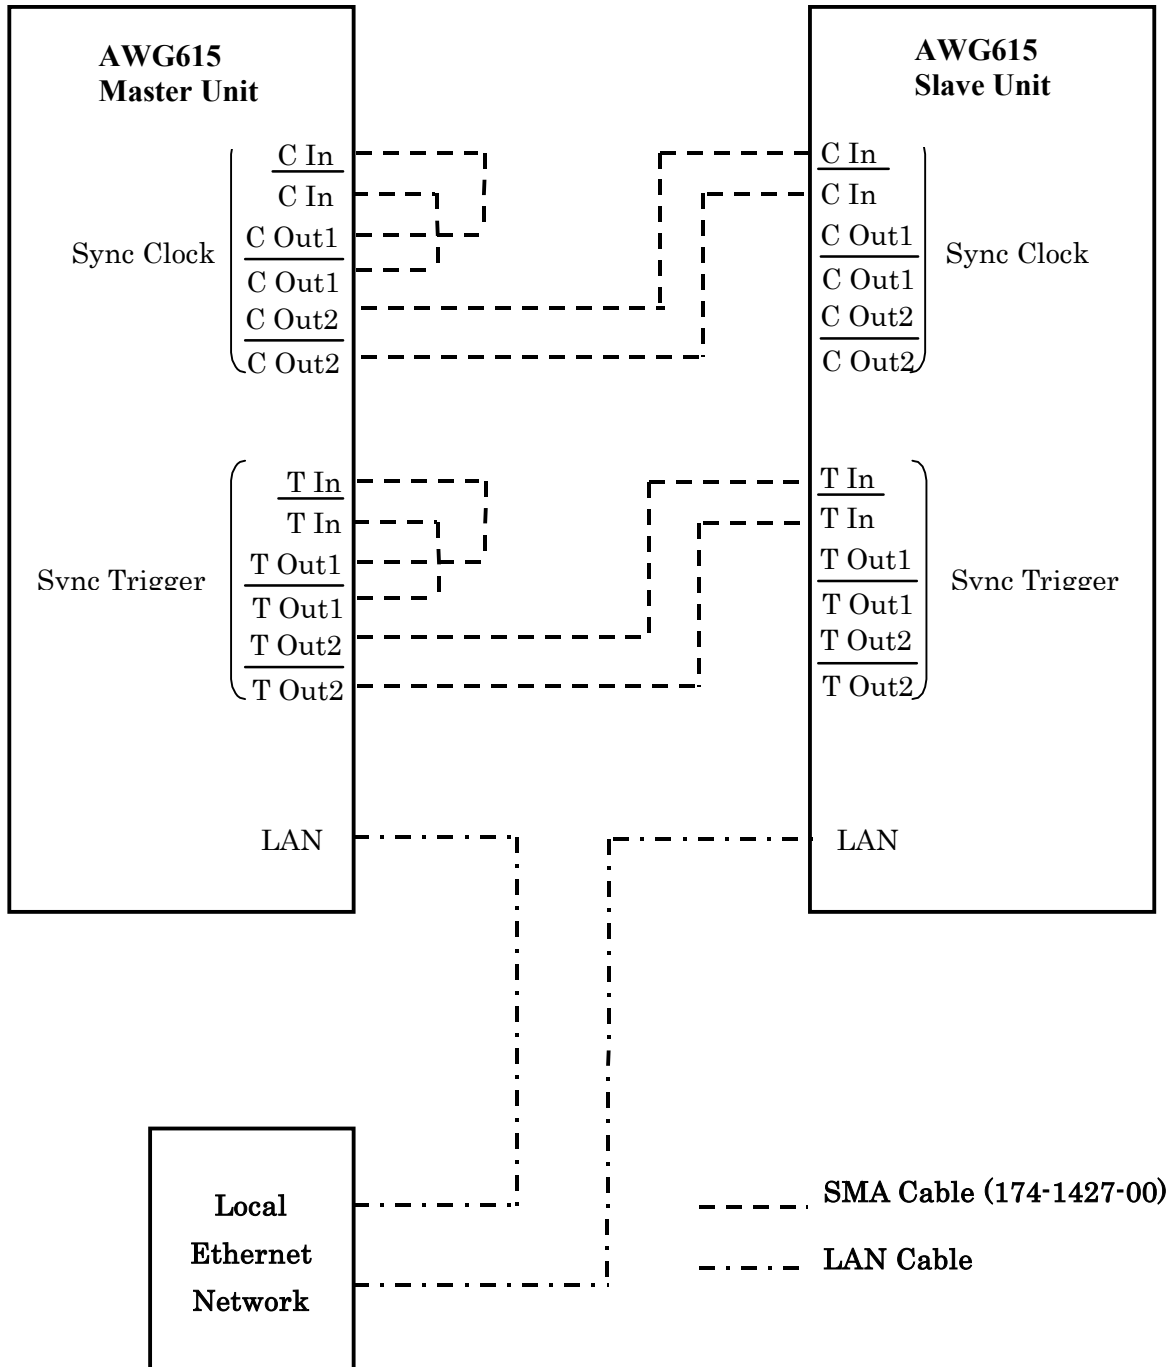 AWG615
Master Unit
C In
C In
C Out1
C Out1
C Out2
C Out2
Sync Clock
T In
T In
T Out1
T Out1
T Out2
T Out2
Sync Trigger
LAN
AWG615
Slave Unit
C In
C In
C Out1
C Out1
C Out2
C Out2
Sync Clock
T In
T In
T Out1
T Out1
T Out2
T Out2
Sync Trigger
LAN
Local
Ethernet
Network
SMA Cable (174-1427-00)
LAN Cable